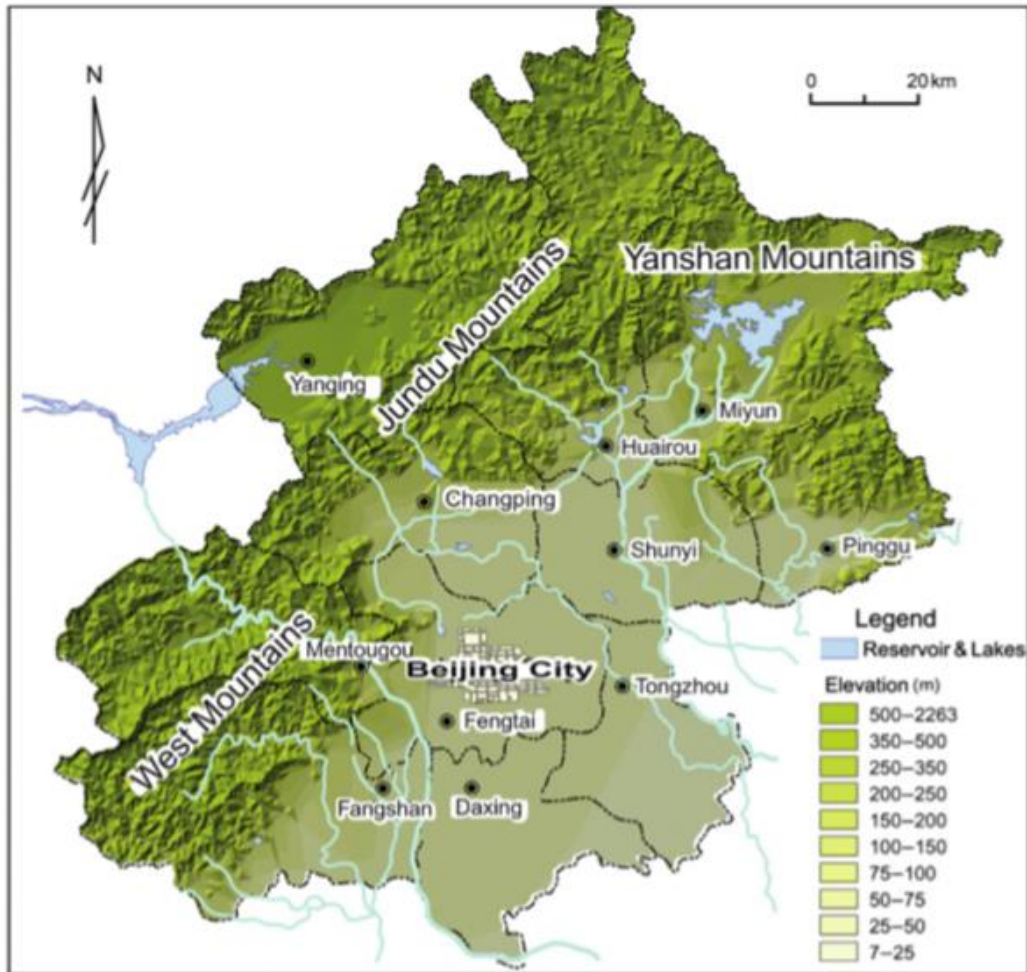 N
0 20 km
Yanshan Mountains
Jundu Mountains
Yanqing
Miyun
Huairou
Changping
Shunyi
Pinggu
West Mountains
Mentougou
Beijing City
Tongzhou
Fengtai
Fangshan
Daxing
Legend
Reservoir & Lakes
Elevation (m)
500–2263
350–500
250–350
200–250
150–200
100–150
75–100
50–75
25–50
7–25